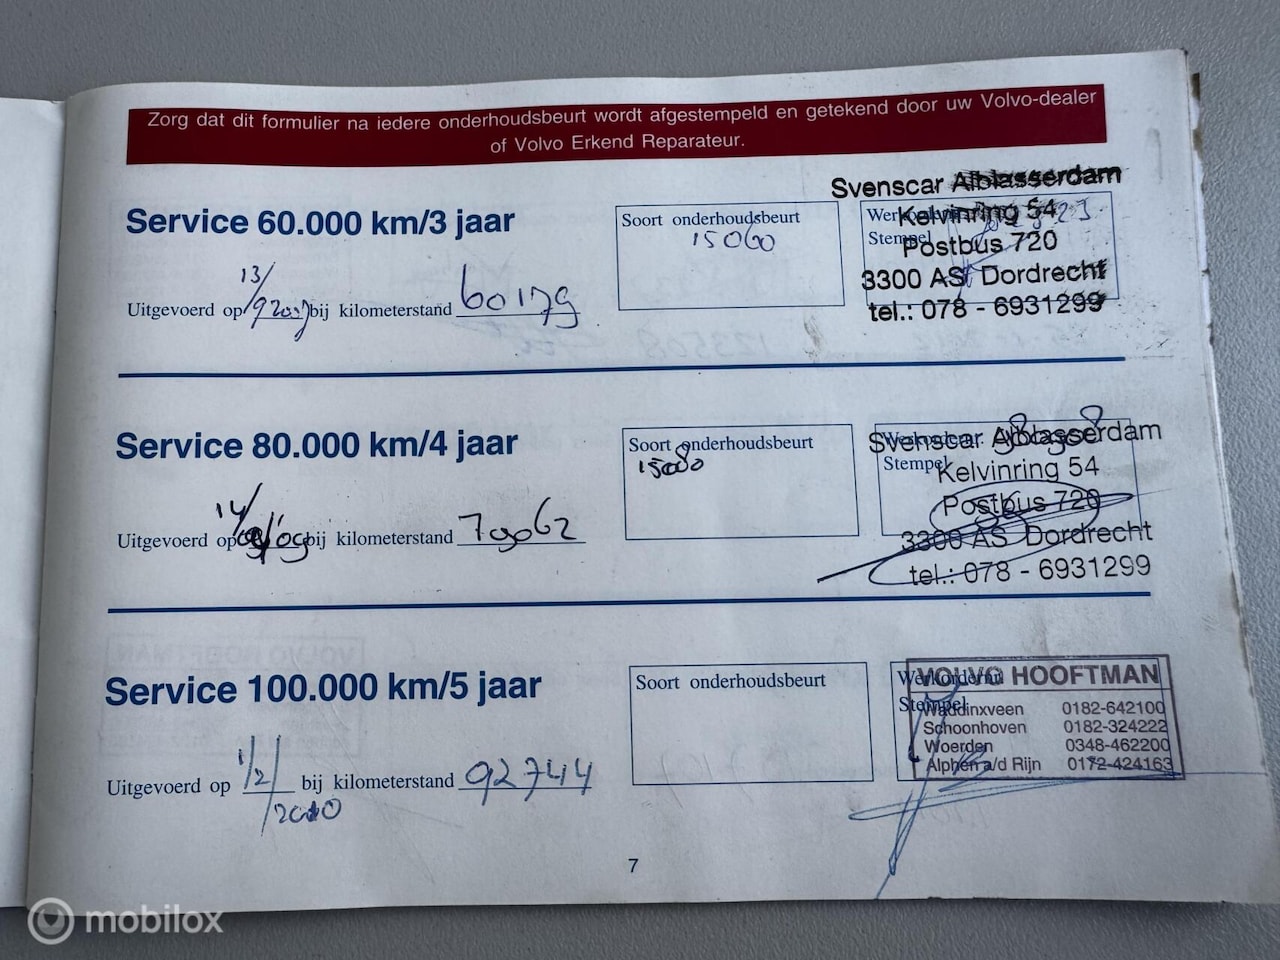 Zorg dat dit formulier na iedere onderhoudsbeurt wordt afgestempeld en getekend door uw Volvo-dealer
of Volvo Erkend Reparateur.
Service 60.000 km/3 jaar
Soort onderhoudsbeurt
15060
Stempel
Svenscar Alblasserdam
Kelvinring 54
Postbus 720
3300 AS Dordrecht
tel.: 078 - 6931299
13/
Uitgevoerd op 9 2007 bij kilometerstand 60179
Service 80.000 km/4 jaar
Soort onderhoudsbeurt
15080
Stempel
Svenscar Alblasserdam
Kelvinring 54
Postbus 720
3300 AS Dordrecht
tel.: 078 - 6931299
14/
Uitgevoerd op bij kilometerstand 79062
Service 100.000 km/5 jaar
Soort onderhoudsbeurt
Werkordernr.
Stempel
VOLVO HOOFTMAN
Waddinxveen 0182-642100
Schoonhoven 0182-324222
Woerden 0348-462200
Alphen a/d Rijn 0172-424163
Uitgevoerd op 1/2/ bij kilometerstand 92744
2010
7
mobilox